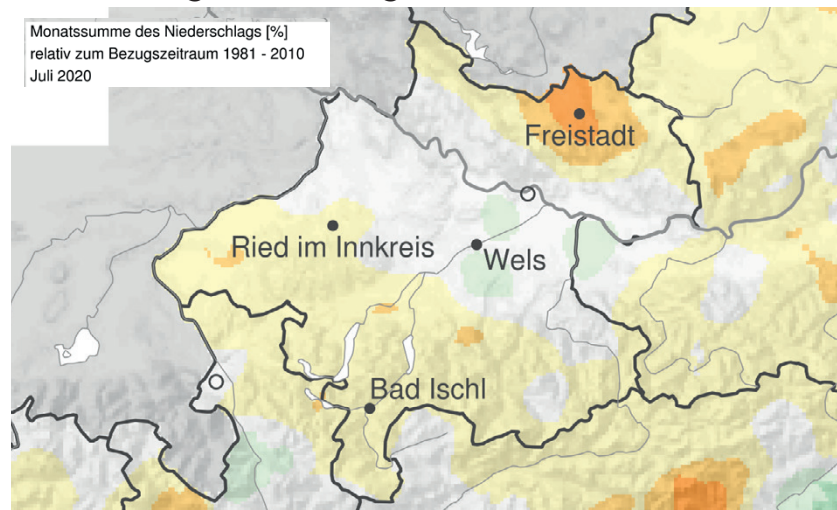 Monatssumme des Niederschlags [%]
relativ zum Bezugszeitraum 1981 - 2010
Juli 2020
Freistadt
Ried im Innkreis
Wels
Bad Ischl